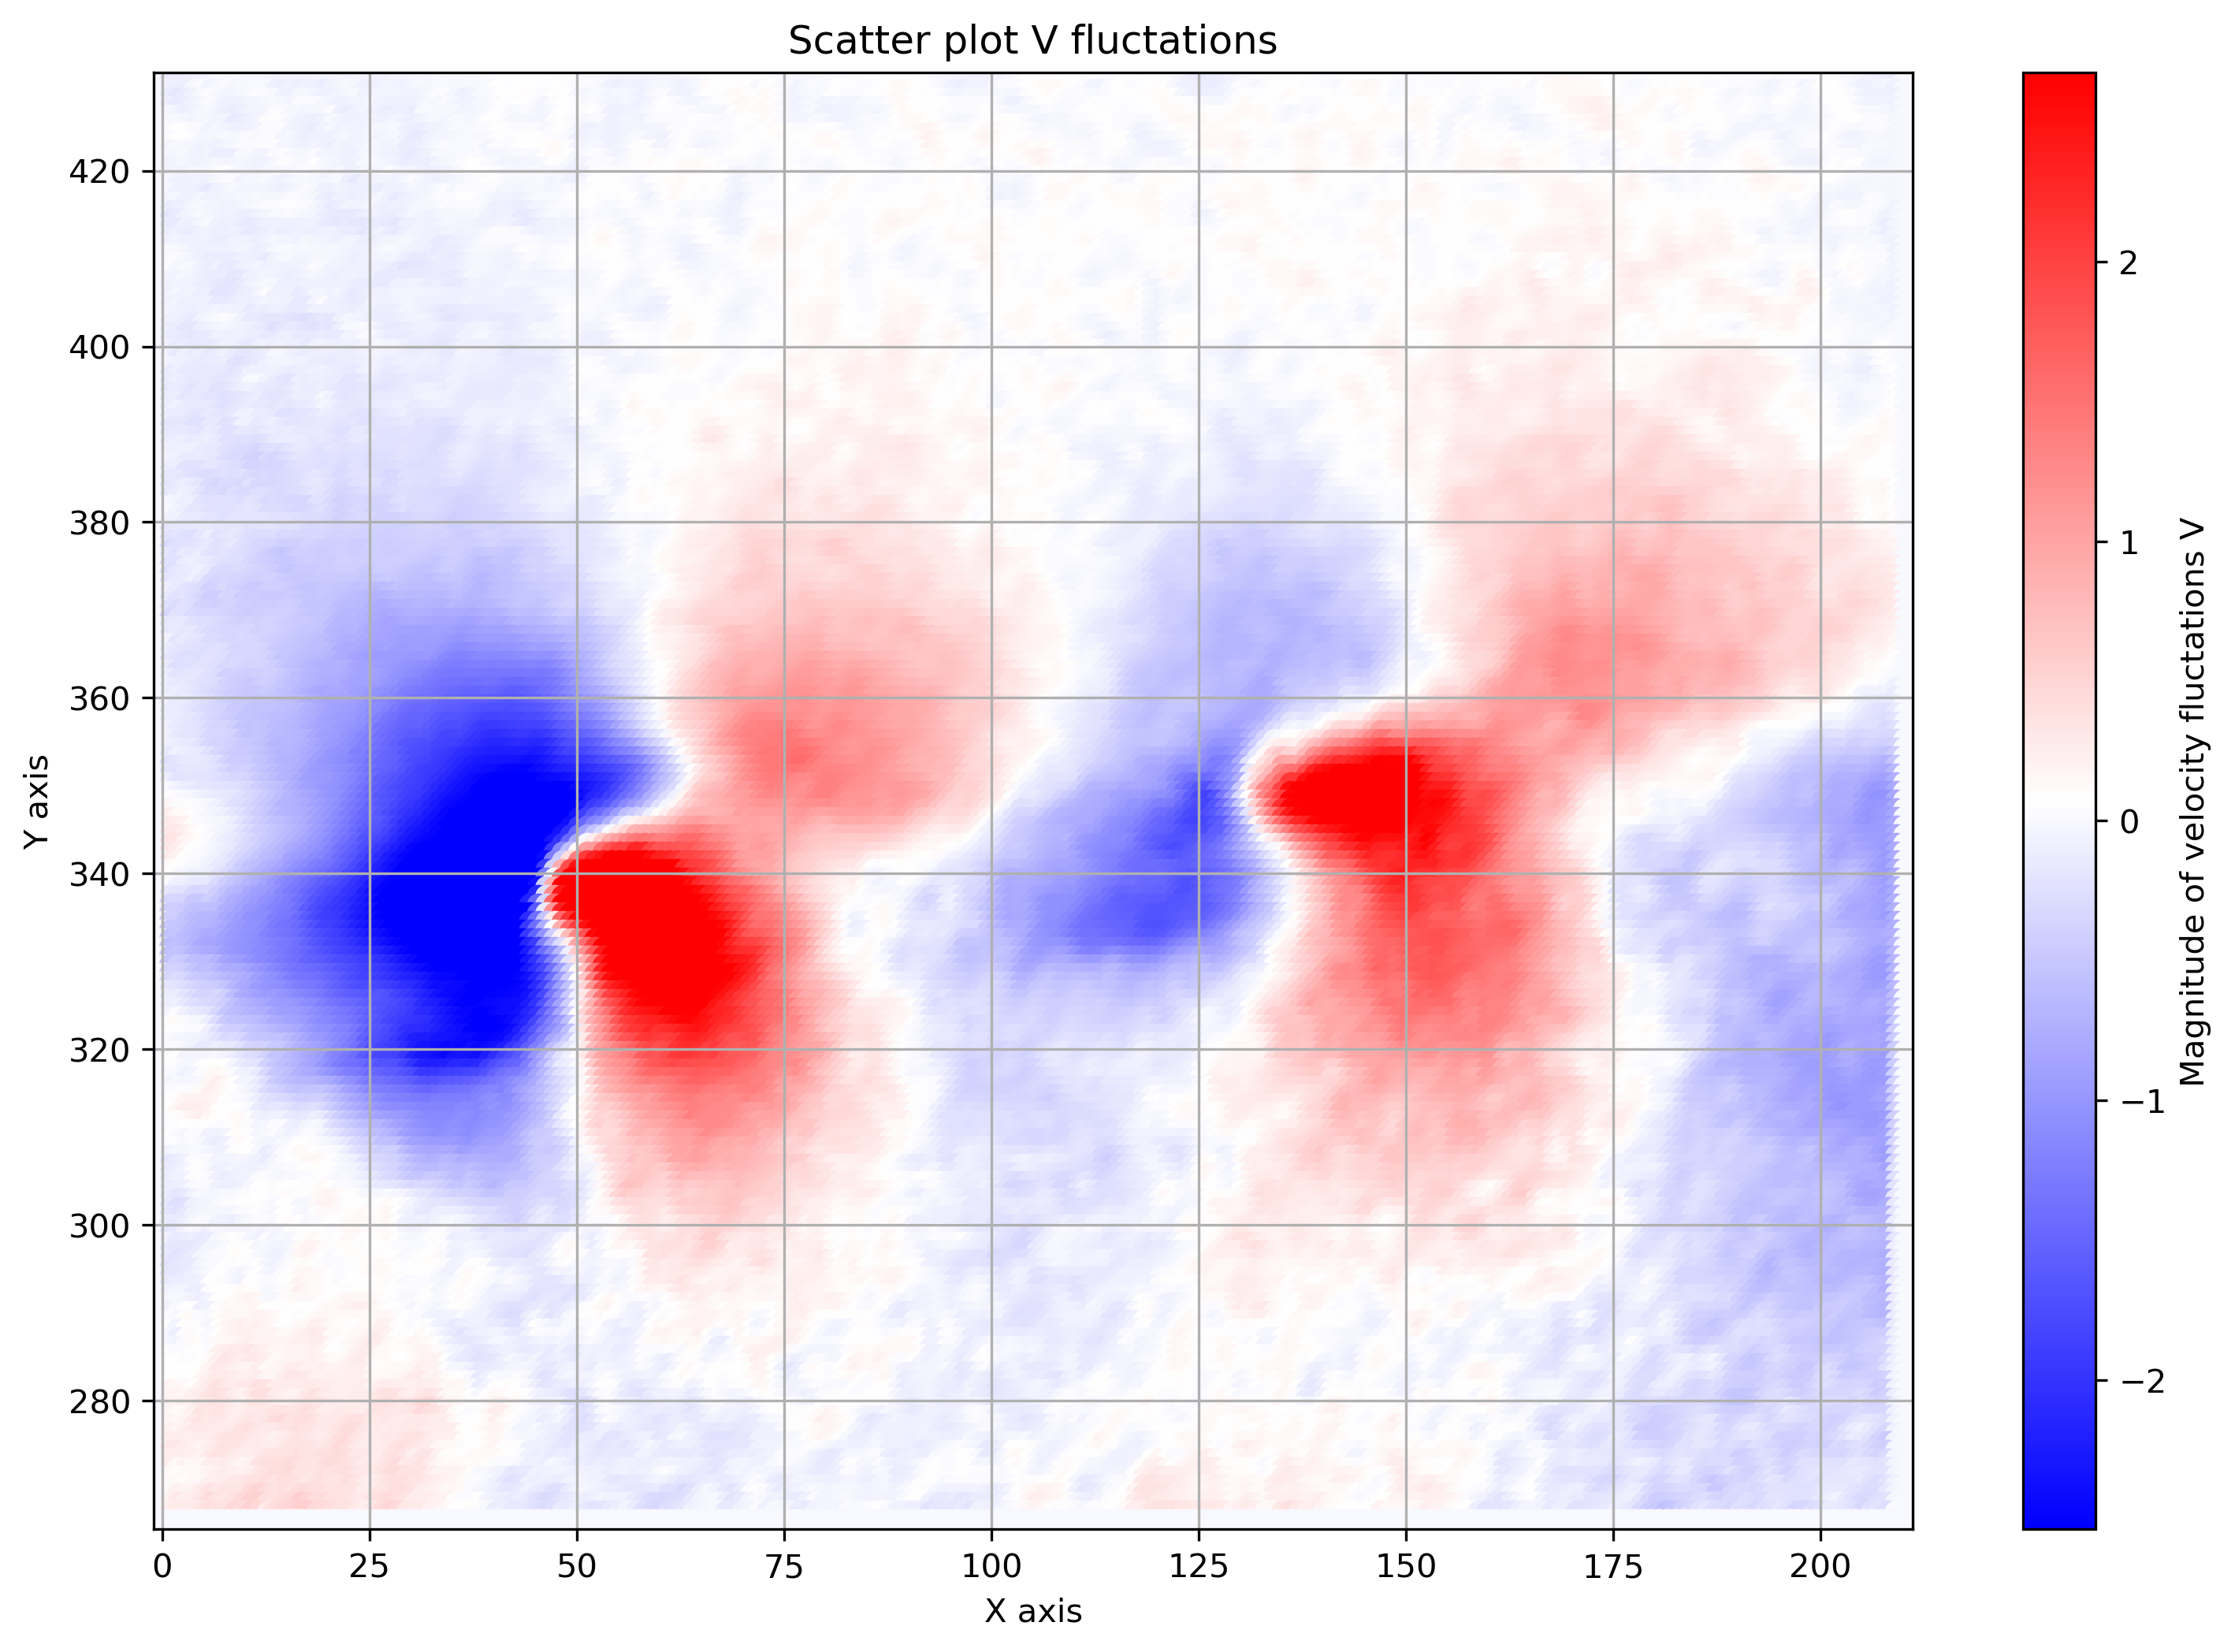 Scatter plot V fluctations
420
400
380
360
340
320
300
280
Y axis
0 25 50 75 100 125 150 175 200
X axis
2
1
0
−1
−2
Magnitude of velocity fluctations V